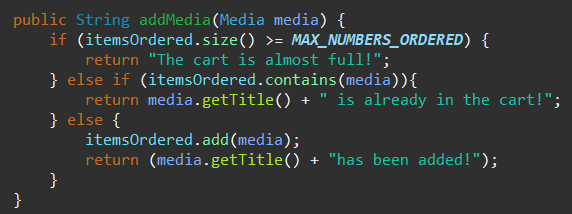 public String addMedia(Media media) {
    if (itemsOrdered.size() >= MAX_NUMBERS_ORDERED) {
        return "The cart is almost full!";
    } else if (itemsOrdered.contains(media)){
        return media.getTitle() + " is already in the cart!";
    } else {
        itemsOrdered.add(media);
        return (media.getTitle() + "has been added!");
    }
}